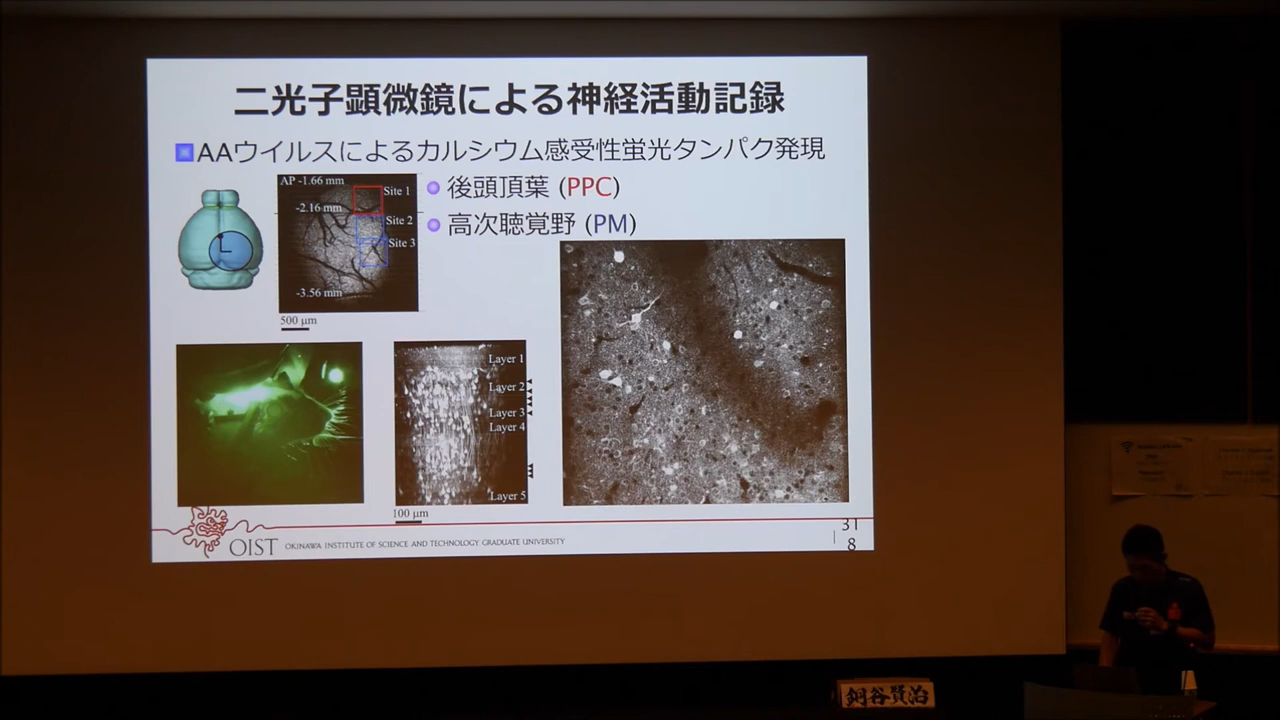 二光子顕微鏡による神経活動記録
AAウイルスによるカルシウム感受性蛍光タンパク発現
後頭頂葉 (PPC)
高次聴覚野 (PM)
AP -1.66 mm
Site 1
-2.16 mm
Site 2
Site 3
-3.56 mm
500 μm
Layer 1
Layer 2
Layer 3
Layer 4
Layer 5
100 μm
OIST OKINAWA INSTITUTE OF SCIENCE AND TECHNOLOGY GRADUATE UNIVERSITY
31
8
銅谷賢治